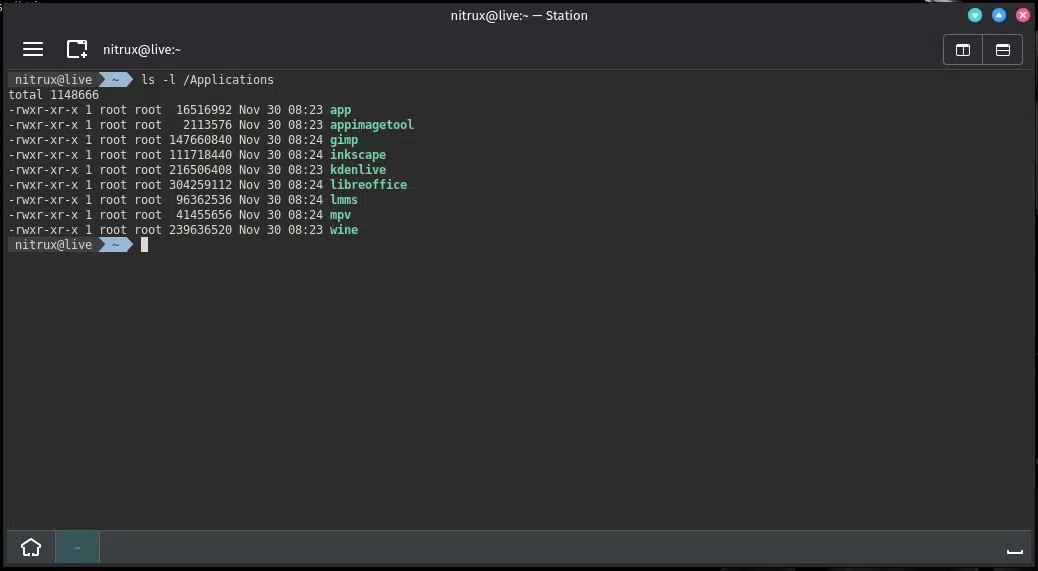 nitrux@live:~ — Station
nitrux@live:~
nitrux@live ~ ls -l /Applications
total 1148666
-rwxr-xr-x 1 root root  16516992 Nov 30 08:23 app
-rwxr-xr-x 1 root root   2113576 Nov 30 08:23 appimagetool
-rwxr-xr-x 1 root root 147660840 Nov 30 08:24 gimp
-rwxr-xr-x 1 root root 111718440 Nov 30 08:24 inkscape
-rwxr-xr-x 1 root root 216506408 Nov 30 08:23 kdenlive
-rwxr-xr-x 1 root root 304259112 Nov 30 08:24 libreoffice
-rwxr-xr-x 1 root root  96362536 Nov 30 08:24 lmms
-rwxr-xr-x 1 root root  41455656 Nov 30 08:24 mpv
-rwxr-xr-x 1 root root 239636520 Nov 30 08:23 wine
nitrux@live ~
~